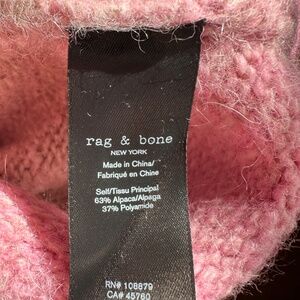 rag & bone
NEW YORK
Made in China/
Fabriqué en Chine
Self/Tissu Principal
63% Alpaca/Alpaga
37% Polyamide
RN# 108879
CA# 45760